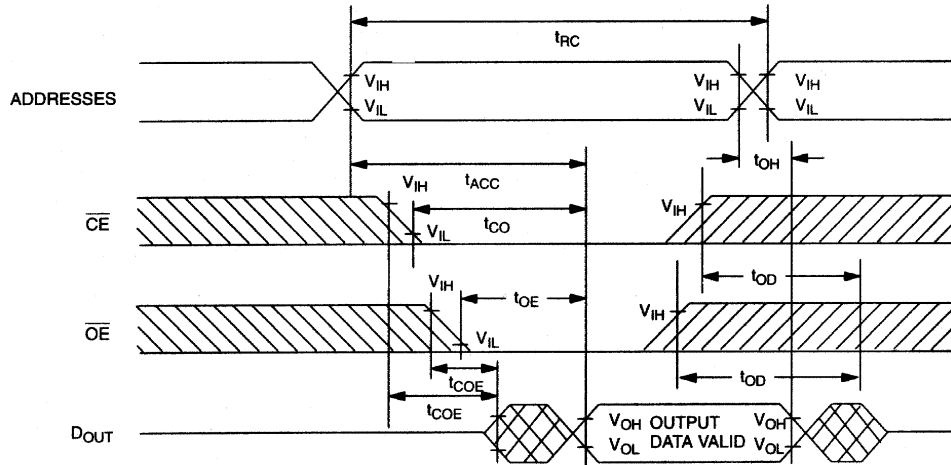 tRC
ADDRESSES
VIH
VIL
VIH
VIL
VIH
VIL
tOH
tACC
CE
VIH
VIL
tCO
VIH
tOD
OE
VIH
VIL
tOE
VIH
tOD
tCOE
tCOE
DOUT
VOH OUTPUT VOH
VOL DATA VALID VOL